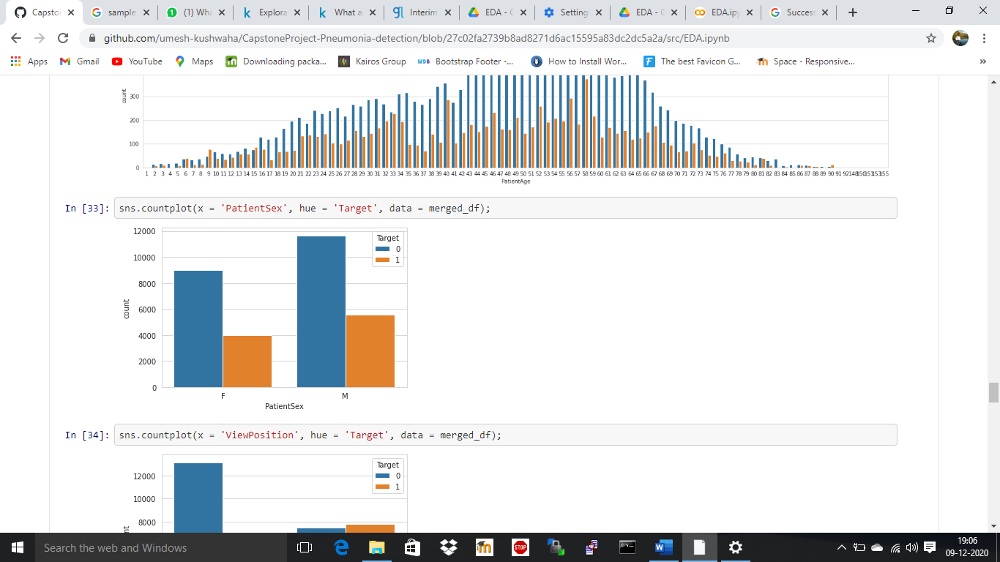 Capsto
sample
(1) Wha
Explora
What a
Interim
EDA - G
Setting
EDA - G
EDA.ipy
Success
github.com/umesh-kushwaha/CapstoneProject-Pneumonia-detection/blob/27c02fa2739b8ad8271d6ac15595a83dc2dc5a2a/src/EDA.ipynb
Apps Gmail YouTube Maps Downloading packa... Kairos Group Bootstrap Footer -... How to Install Wor... The best Favicon G... Space - Responsive... »
count
300
200
100
0
1 2 3 4 5 6 7 8 9 10 11 12 13 14 15 16 17 18 19 20 21 22 23 24 25 26 27 28 29 30 31 32 33 34 35 36 37 38 39 40 41 42 43 44 45 46 47 48 49 50 51 52 53 54 55 56 57 58 59 60 61 62 63 64 65 66 67 68 69 70 71 72 73 74 75 76 77 78 79 80 81 82 83 84 85 86 87 88 89 90 91 92 148 150 151 153 155
PatientAge
In [33]: sns.countplot(x = 'PatientSex', hue = 'Target', data = merged_df);
12000
10000
8000
6000
4000
2000
0
count
Target
0
1
F M
PatientSex
In [34]: sns.countplot(x = 'ViewPosition', hue = 'Target', data = merged_df);
12000
10000
8000
Target
0
1
Search the web and Windows
19:06
09-12-2020